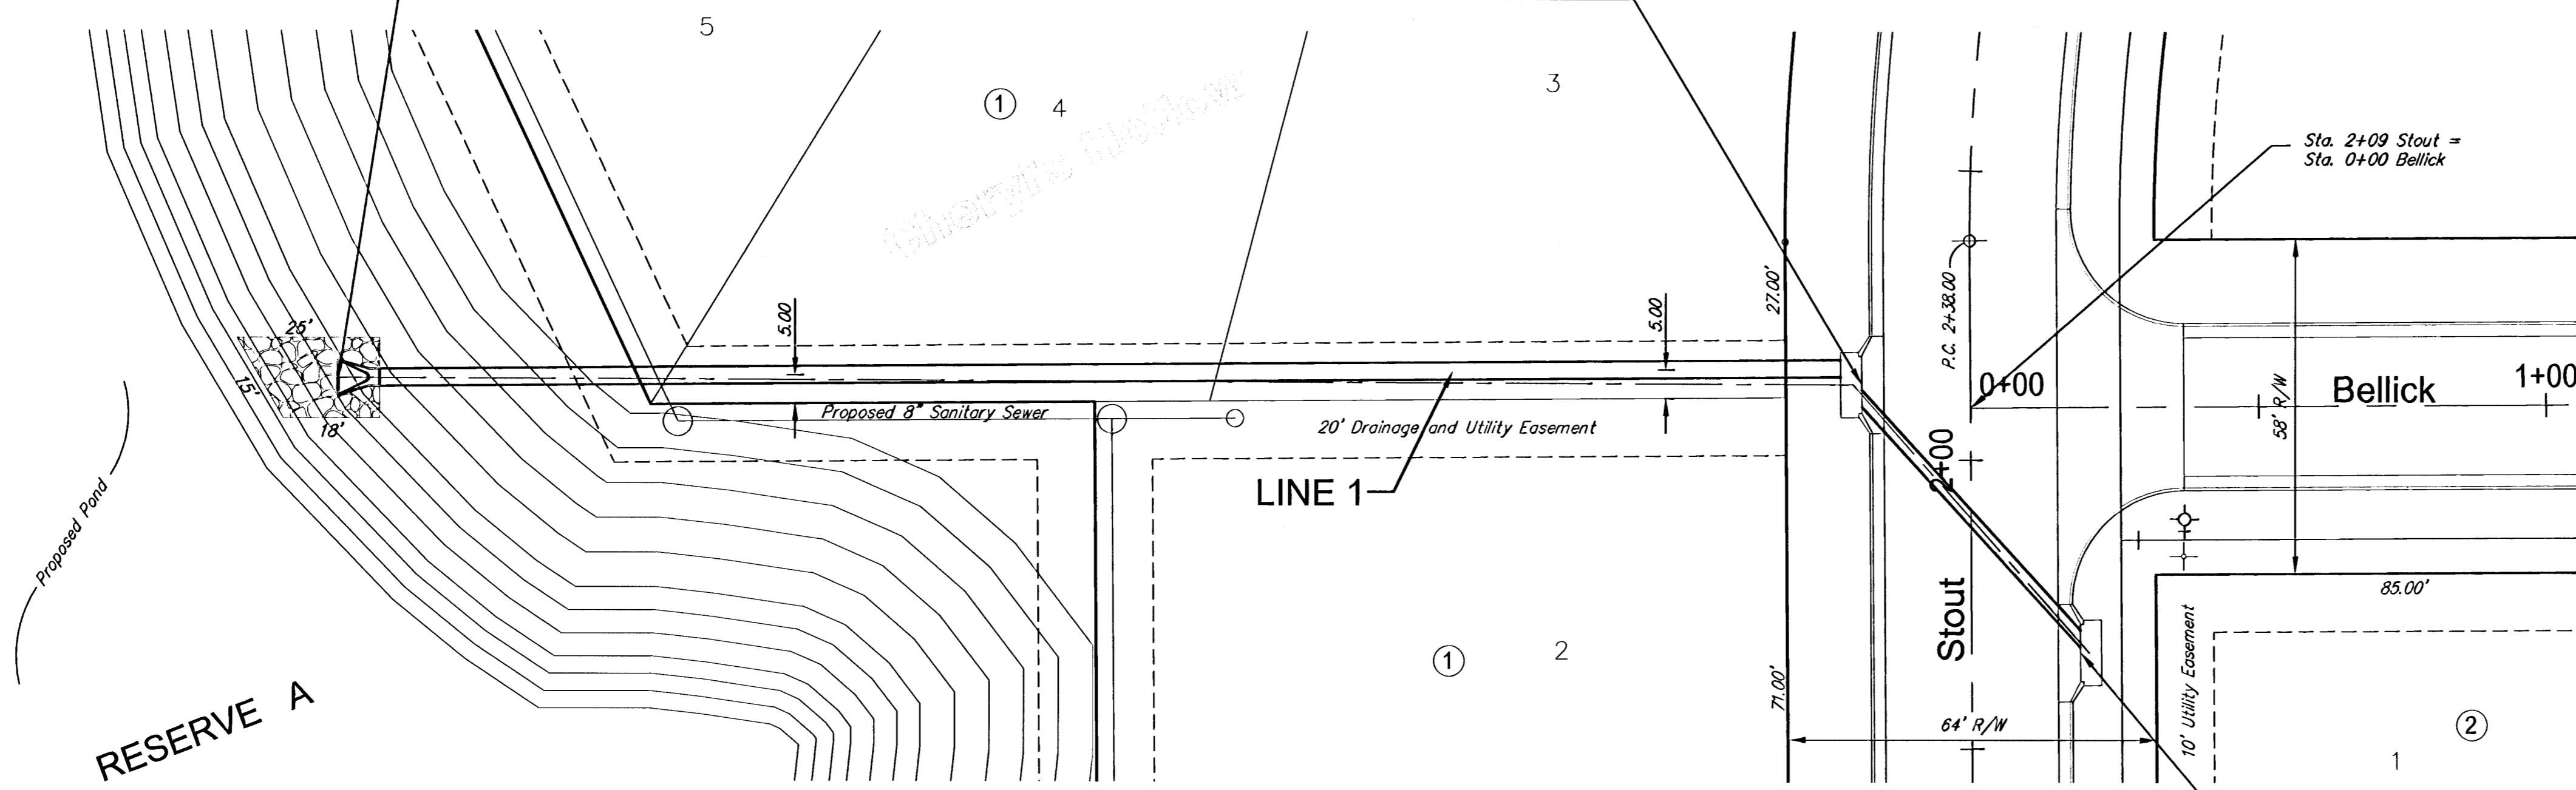 5
① 4
3
Cheryl's Hollow
Sta. 2+09 Stout =
Sta. 0+00 Bellick
27.00'
P.C. 2+38.00
5.00
5.00
25'
15'
18'
0+00
58' R/W
Bellick
1+00
Proposed 8" Sanitary Sewer
20' Drainage and Utility Easement
LINE 1
2+00
Proposed Pond
Stout
85.00'
10' Utility Easement
① 2
71.00'
64' R/W
RESERVE A
②
1